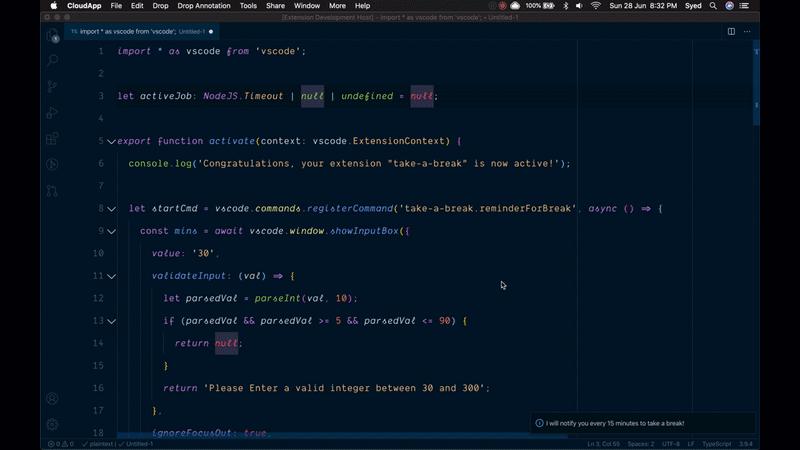 CloudApp File Edit Drop Drop Annotation Tools Share Window More Help 100% Sun 28 Jun 8:32 PM Syed
[Extension Development Host] - import * as vscode from 'vscode'; • Untitled-1
TS import * as vscode from 'vscode'; Untitled-1
1 import * as vscode from 'vscode';
2
3 let activeJob: NodeJS.Timeout | null | undefined = null;
4
5 export function activate(context: vscode.ExtensionContext) {
6 console.log('Congratulations, your extension "take-a-break" is now active!');
7
8 let startCmd = vscode.commands.registerCommand('take-a-break.reminderForBreak', async () => {
9 const mins = await vscode.window.showInputBox({
10 value: '30',
11 validateInput: (val) => {
12 let parsedVal = parseInt(val, 10);
13 if (parsedVal && parsedVal >= 5 && parsedVal <= 90) {
14 return null;
15 }
16 return 'Please Enter a valid integer between 30 and 300';
17 },
18 ignoreFocusOut: true,
I will notify you every 15 minutes to take a break!
0 0 plaintext Untitled-1 Ln 3, Col 55 Spaces: 2 UTF-8 LF TypeScript 3.9.4